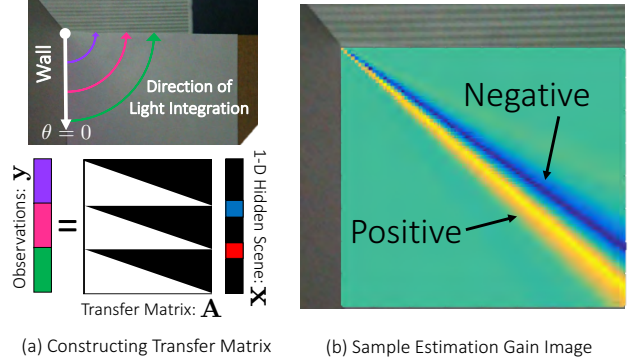 Wall
Direction of
Light Integration
θ = 0
Observations: y
=
1-D Hidden Scene: x
Transfer Matrix: A
(a) Constructing Transfer Matrix
Negative
Positive
(b) Sample Estimation Gain Image